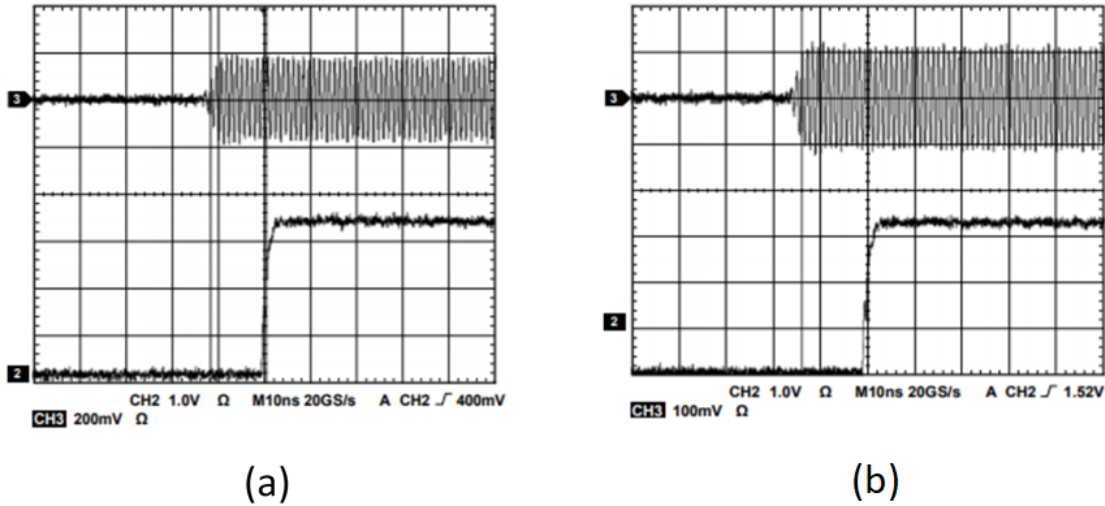 3
2
CH2 1.0V Ω M10ns 20GS/s A CH2 400mV
CH3 200mV Ω
(a)
3
2
CH2 1.0V Ω M10ns 20GS/s A CH2 1.52V
CH3 100mV Ω
(b)